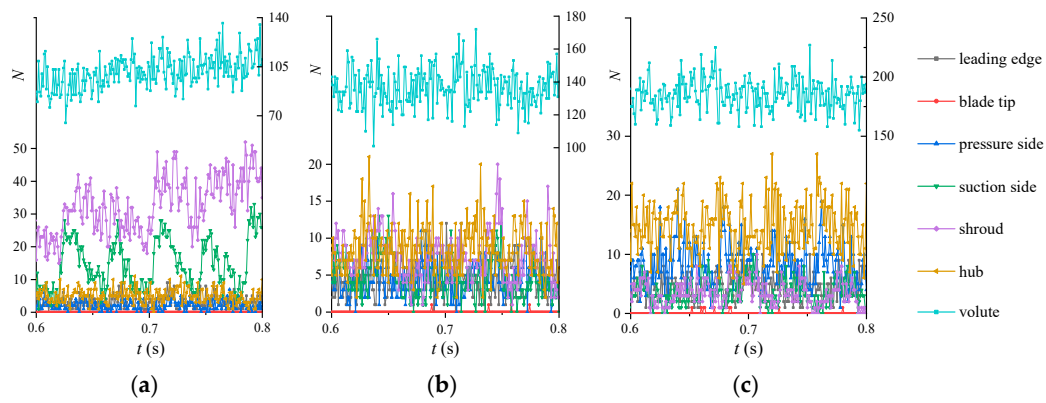 140
105
70
50
40
30
20
10
0
N
0.6
0.7
0.8
t (s)
(a)
180
160
140
120
100
20
15
10
5
0
N
0.6
0.7
0.8
t (s)
(b)
250
200
150
50
40
30
20
10
0
N
0.6
0.7
0.8
t (s)
(c)
leading edge
blade tip
pressure side
suction side
shroud
hub
volute